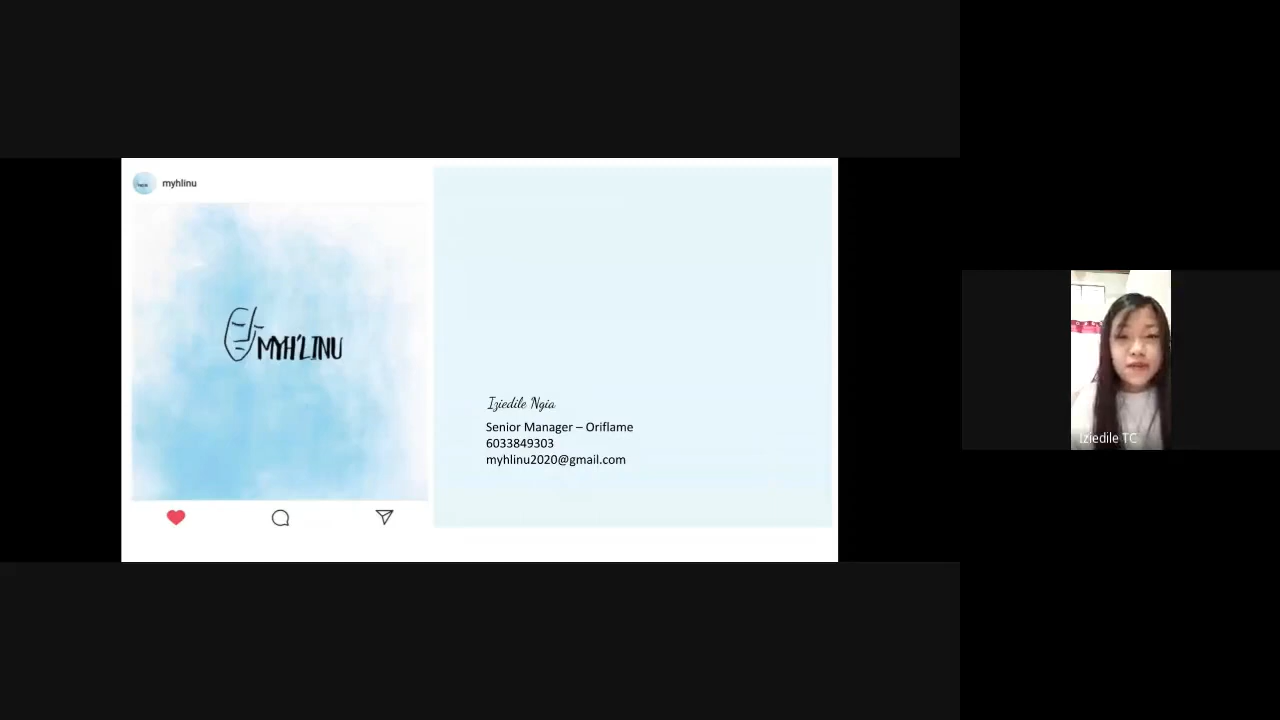 myhlinu
MYH'LINU
Iziedile Ngia
Senior Manager – Oriflame
6033849303
myhlinu2020@gmail.com
Iziedile TC